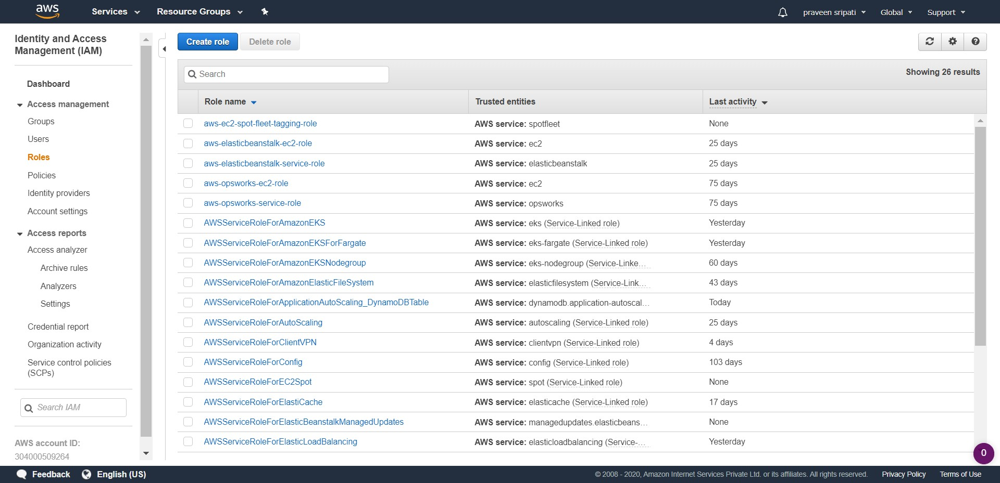 aws
Services
Resource Groups
praveen sripati
Global
Support
Identity and Access
Management (IAM)
Dashboard
Access management
Groups
Users
Roles
Policies
Identity providers
Account settings
Access reports
Access analyzer
Archive rules
Analyzers
Settings
Credential report
Organization activity
Service control policies
(SCPs)
Search IAM
AWS account ID:
304000509264
Create role
Delete role
Search
Showing 26 results
Role name Trusted entities Last activity
aws-ec2-spot-fleet-tagging-role AWS service: spotfleet None
aws-elasticbeanstalk-ec2-role AWS service: ec2 25 days
aws-elasticbeanstalk-service-role AWS service: elasticbeanstalk 25 days
aws-opsworks-ec2-role AWS service: ec2 75 days
aws-opsworks-service-role AWS service: opsworks 75 days
AWSServiceRoleForAmazonEKS AWS service: eks (Service-Linked role) Yesterday
AWSServiceRoleForAmazonEKSForFargate AWS service: eks-fargate (Service-Linked role) Yesterday
AWSServiceRoleForAmazonEKSNodegroup AWS service: eks-nodegroup (Service-Linke... 60 days
AWSServiceRoleForAmazonElasticFileSystem AWS service: elasticfilesystem (Service-Link... 43 days
AWSServiceRoleForApplicationAutoScaling_DynamoDBTable AWS service: dynamodb.application-autoscal... Today
AWSServiceRoleForAutoScaling AWS service: autoscaling (Service-Linked role) 25 days
AWSServiceRoleForClientVPN AWS service: clientvpn (Service-Linked role) 4 days
AWSServiceRoleForConfig AWS service: config (Service-Linked role) 103 days
AWSServiceRoleForEC2Spot AWS service: spot (Service-Linked role) None
AWSServiceRoleForElastiCache AWS service: elasticache (Service-Linked role) 17 days
AWSServiceRoleForElasticBeanstalkManagedUpdates AWS service: managedupdates.elasticbeans... None
AWSServiceRoleForElasticLoadBalancing AWS service: elasticloadbalancing (Service-... Yesterday
0
Feedback
English (US)
© 2008 - 2020, Amazon Internet Services Private Ltd. or its affiliates. All rights reserved.
Privacy Policy
Terms of Use